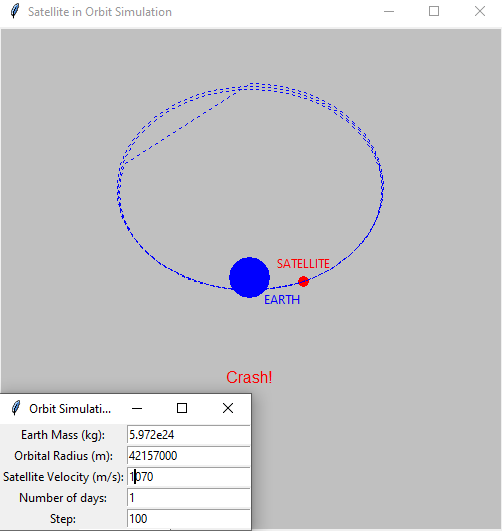 Satellite in Orbit Simulation
SATELLITE
EARTH
Crash!
Orbit Simulati...
Earth Mass (kg): 5.972e24
Orbital Radius (m): 42157000
Satellite Velocity (m/s): 1070
Number of days: 1
Step: 100